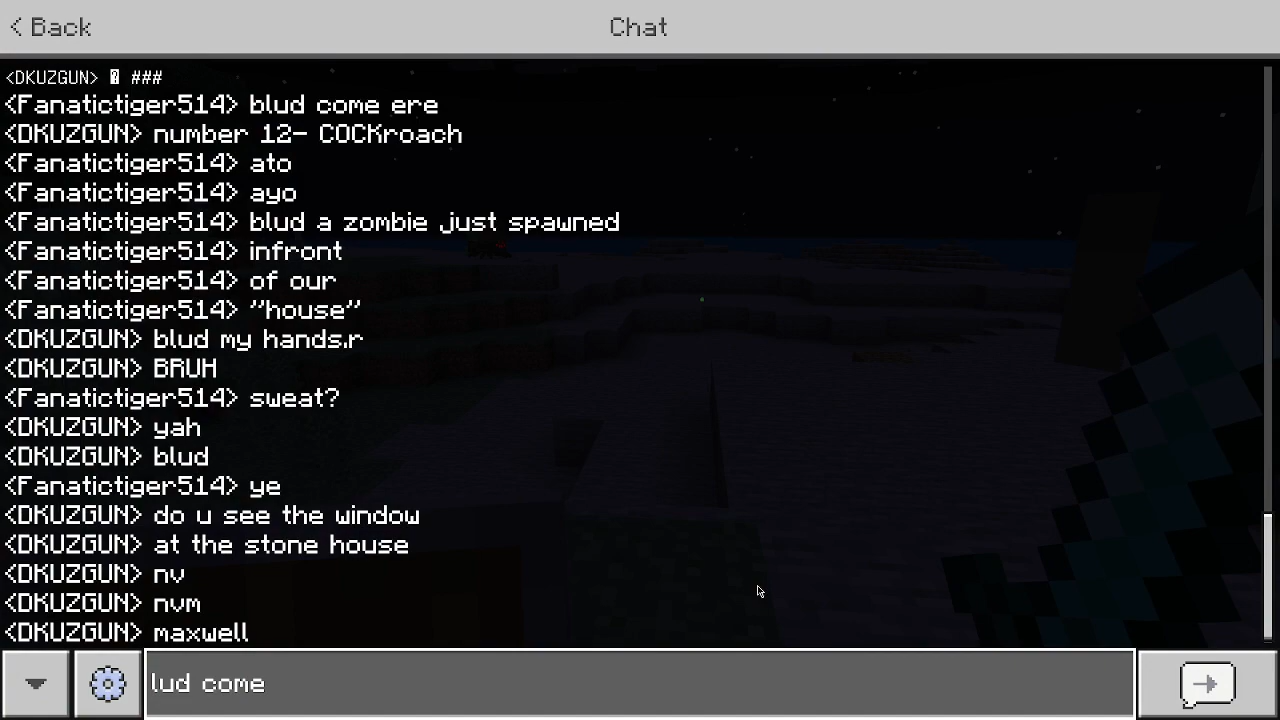 < Back
Chat
<DKUZGUN> ###
<Fanatictiger514> blud come ere
<DKUZGUN> number 12- COCKroach
<Fanatictiger514> ato
<Fanatictiger514> ayo
<Fanatictiger514> blud a zombie just spawned
<Fanatictiger514> infront
<Fanatictiger514> of our
<Fanatictiger514> "house"
<DKUZGUN> blud my hands.r
<DKUZGUN> BRUH
<Fanatictiger514> sweat?
<DKUZGUN> yah
<DKUZGUN> blud
<Fanatictiger514> ye
<DKUZGUN> do u see the window
<DKUZGUN> at the stone house
<DKUZGUN> nv
<DKUZGUN> nvm
<DKUZGUN> maxwell
lud come